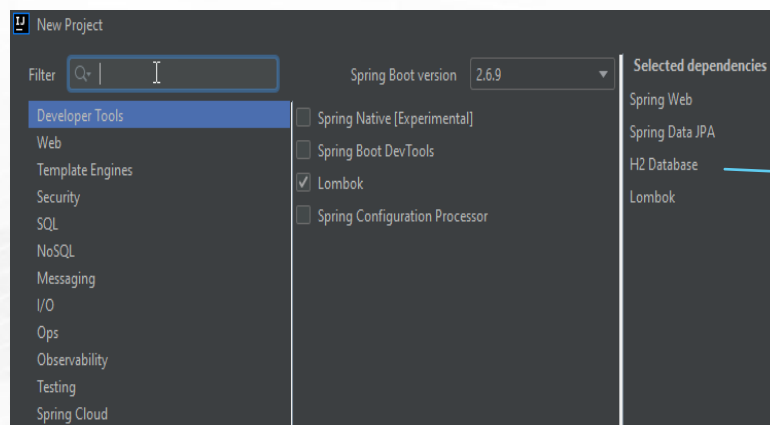 New Project
Filter
Spring Boot version 2.6.9
Developer Tools
Web
Template Engines
Security
SQL
NoSQL
Messaging
I/O
Ops
Observability
Testing
Spring Cloud
Spring Native [Experimental]
Spring Boot DevTools
Lombok
Spring Configuration Processor
Selected dependencies
Spring Web
Spring Data JPA
H2 Database
Lombok